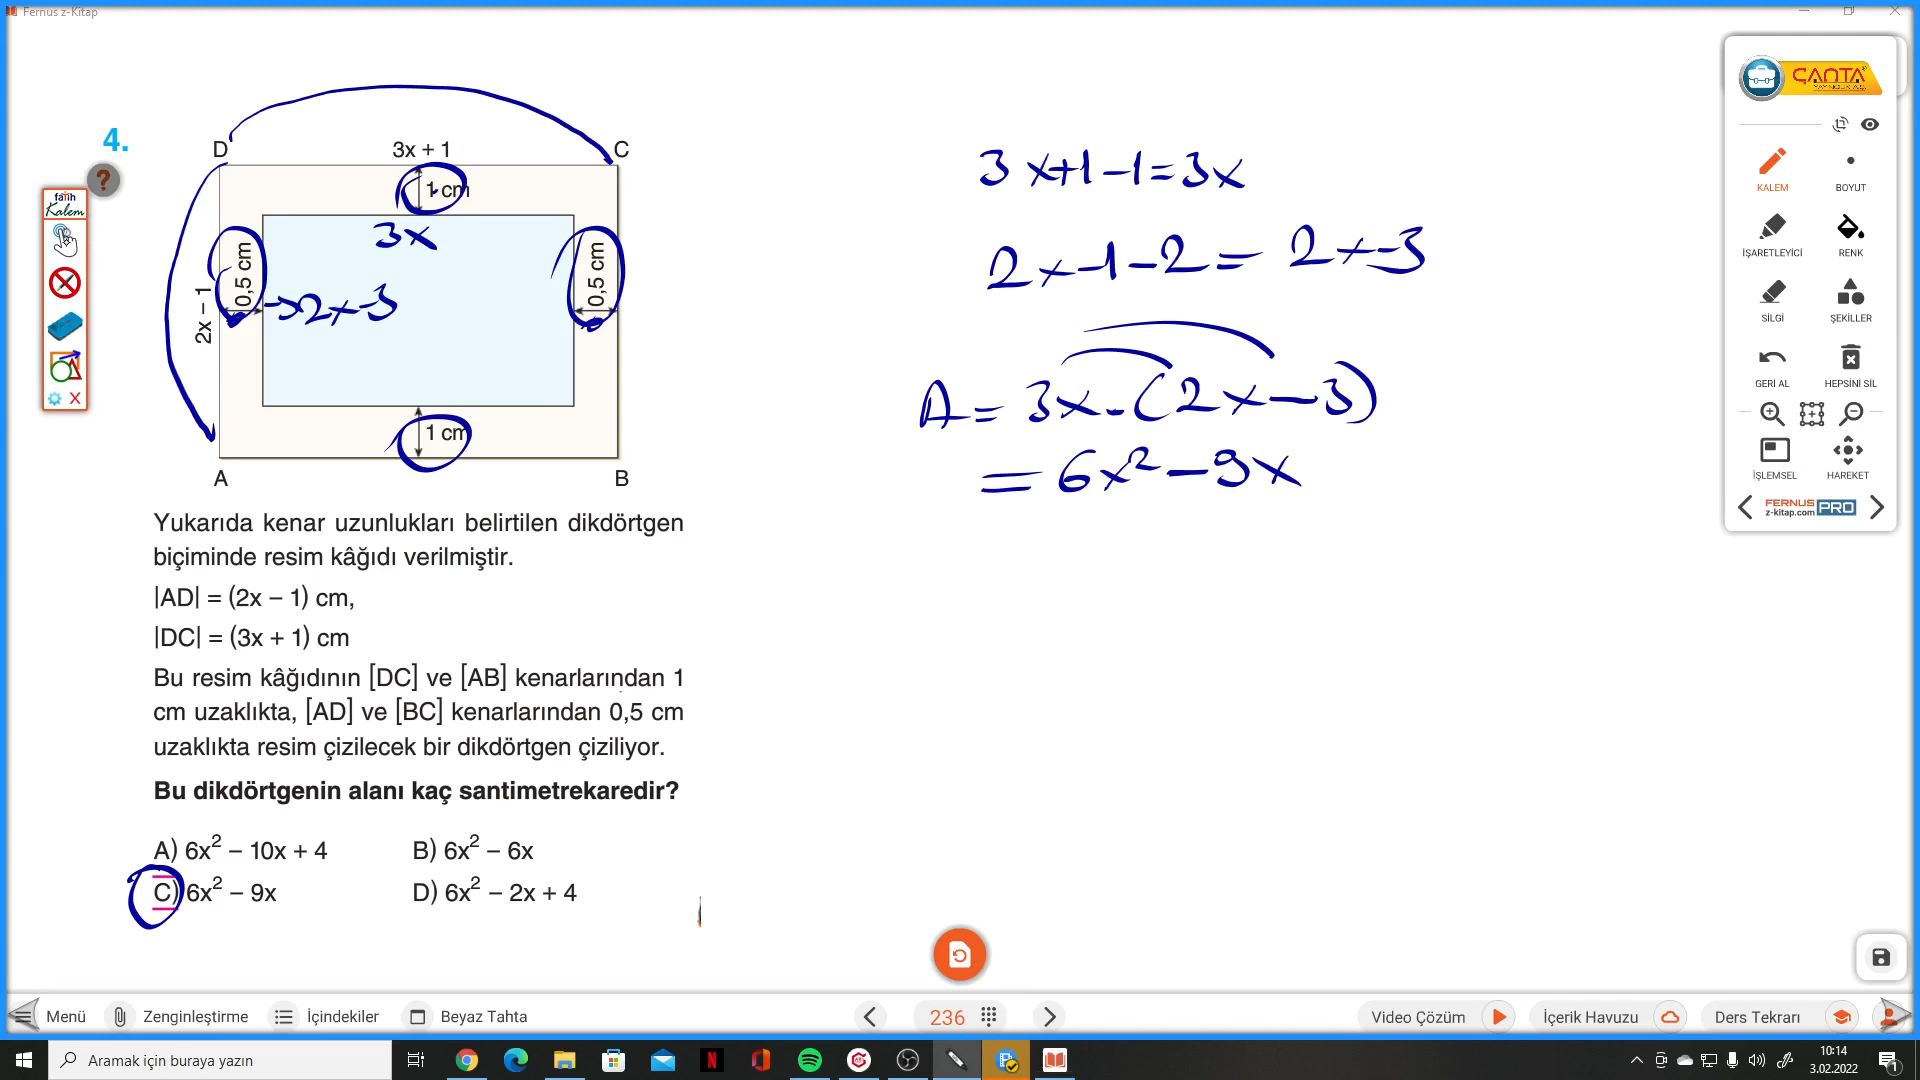 Fernus z-Kitap
4.
?
D
3x + 1
C
1 cm
3x
0,5 cm
0,5 cm
2x – 1
→2x-3
1 cm
A
B
Yukarıda kenar uzunlukları belirtilen dikdörtgen
biçiminde resim kâğıdı verilmiştir.
|AD| = (2x – 1) cm,
|DC| = (3x + 1) cm
Bu resim kâğıdının [DC] ve [AB] kenarlarından 1
cm uzaklıkta, [AD] ve [BC] kenarlarından 0,5 cm
uzaklıkta resim çizilecek bir dikdörtgen çiziliyor.
Bu dikdörtgenin alanı kaç santimetrekaredir?
A) 6x² – 10x + 4
B) 6x² – 6x
C) 6x² – 9x
D) 6x² – 2x + 4
3x+1-1=3x
2x-1-2=2x-3
A=3x.(2x-3)
=6x²-9x
fatih
Kalem
ÇANTA
YAYINCILIK A.Ş.
KALEM
BOYUT
İŞARETLEYİCİ
RENK
SİLGİ
ŞEKİLLER
GERİ AL
HEPSİNİ SİL
İŞLEMSEL
HAREKET
FERNUS
z-kitap.com
PRO
Menü
Zenginleştirme
İçindekiler
Beyaz Tahta
236
Video Çözüm
İçerik Havuzu
Ders Tekrarı
Aramak için buraya yazın
10:14
3.02.2022
1